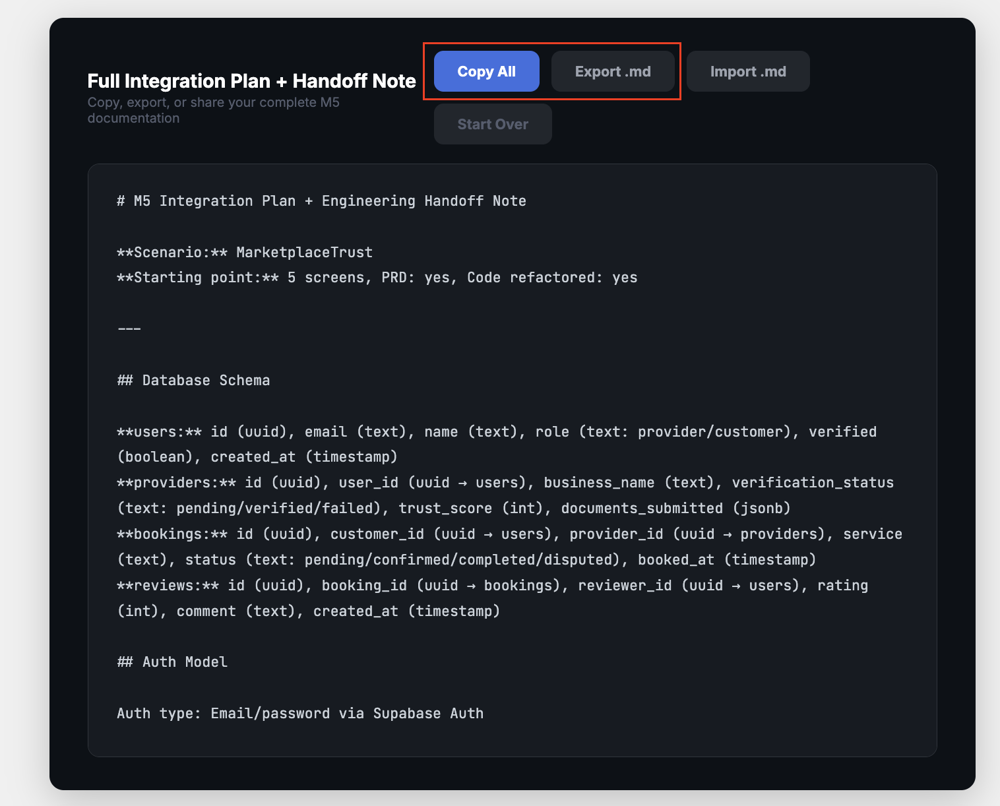 Full Integration Plan + Handoff Note
Copy, export, or share your complete M5
documentation
Copy All
Export .md
Import .md
Start Over
# M5 Integration Plan + Engineering Handoff Note
**Scenario:** MarketplaceTrust
**Starting point:** 5 screens, PRD: yes, Code refactored: yes
---
## Database Schema
**users:** id (uuid), email (text), name (text), role (text: provider/customer), verified
(boolean), created_at (timestamp)
**providers:** id (uuid), user_id (uuid → users), business_name (text), verification_status
(text: pending/verified/failed), trust_score (int), documents_submitted (jsonb)
**bookings:** id (uuid), customer_id (uuid → users), provider_id (uuid → providers), service
(text), status (text: pending/confirmed/completed/disputed), booked_at (timestamp)
**reviews:** id (uuid), booking_id (uuid → bookings), reviewer_id (uuid → users), rating
(int), comment (text), created_at (timestamp)
## Auth Model
Auth type: Email/password via Supabase Auth